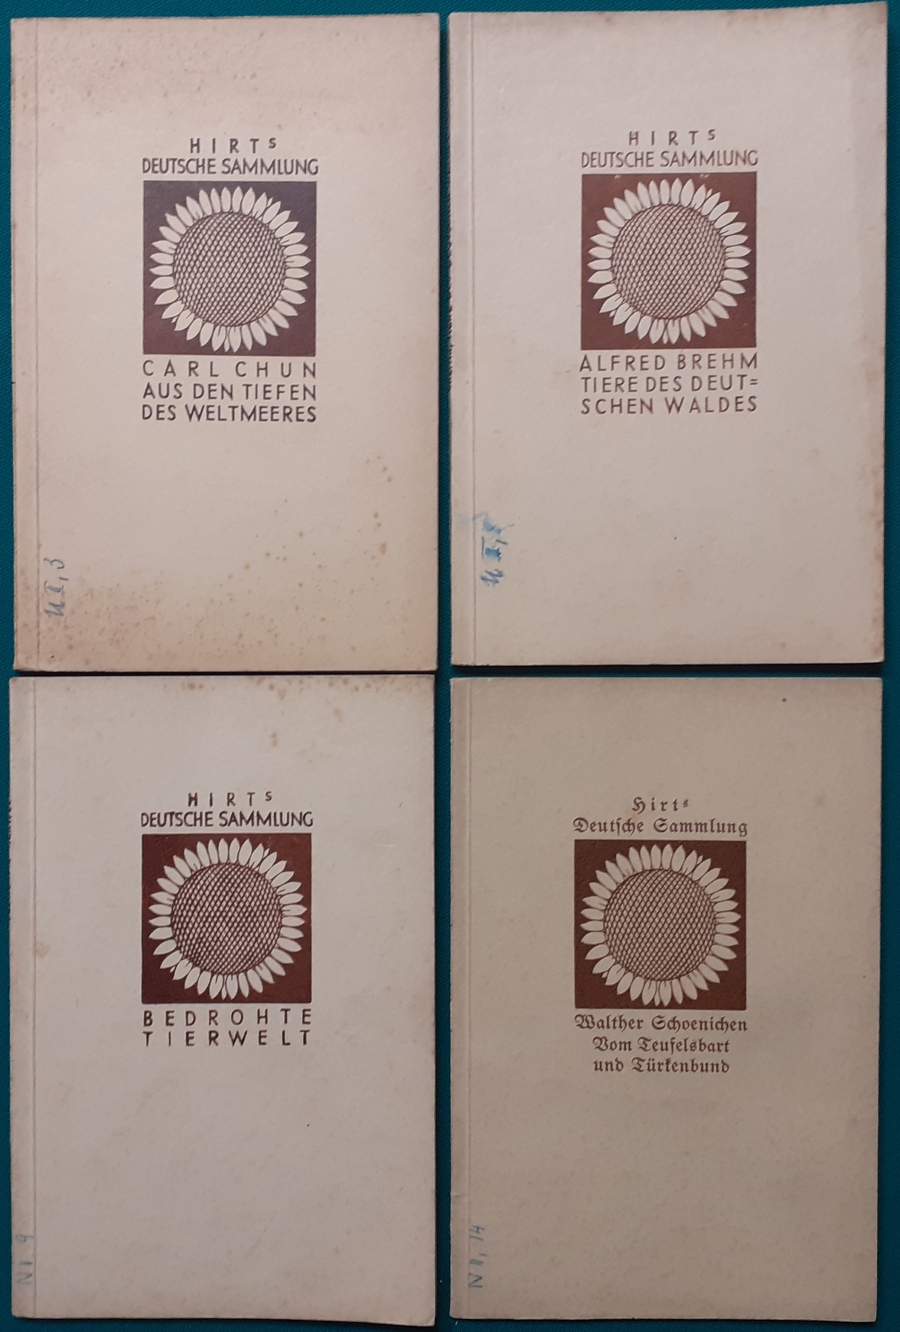 HIRTS
DEUTSCHE SAMMLUNG
CARL CHUN
AUS DEN TIEFEN
DES WELTMEERES
HIRTS
DEUTSCHE SAMMLUNG
ALFRED BREHM
TIERE DES DEUT=
SCHEN WALDES
HIRTS
DEUTSCHE SAMMLUNG
BEDROHTE
TIERWELT
Hirts
Deutſche Sammlung
Walther Schoenichen
Vom Teufelsbart
und Türkenbund